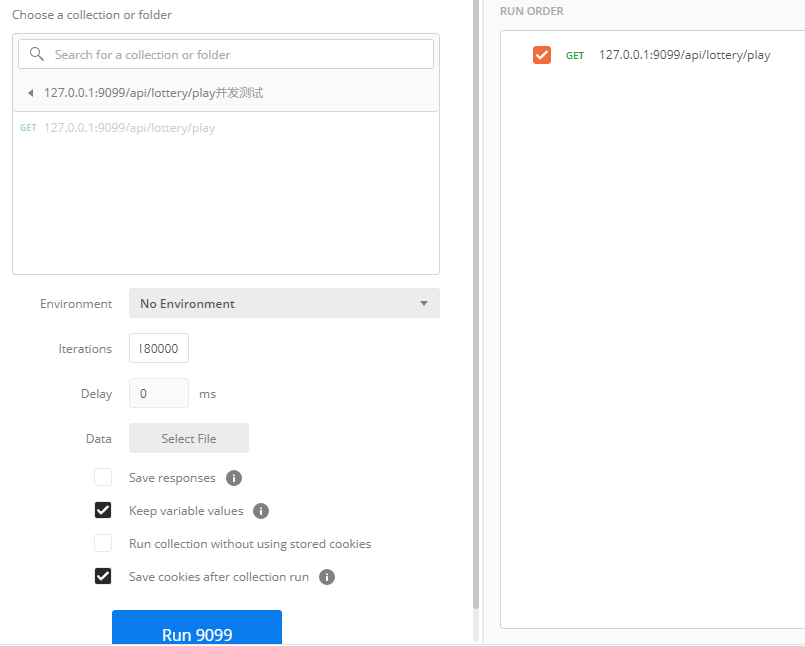 Choose a collection or folder
Search for a collection or folder
127.0.0.1:9099/api/lottery/play并发测试
GET 127.0.0.1:9099/api/lottery/play
Environment No Environment
Iterations 180000
Delay 0 ms
Data Select File
Save responses
Keep variable values
Run collection without using stored cookies
Save cookies after collection run
Run 9099
RUN ORDER
GET 127.0.0.1:9099/api/lottery/play